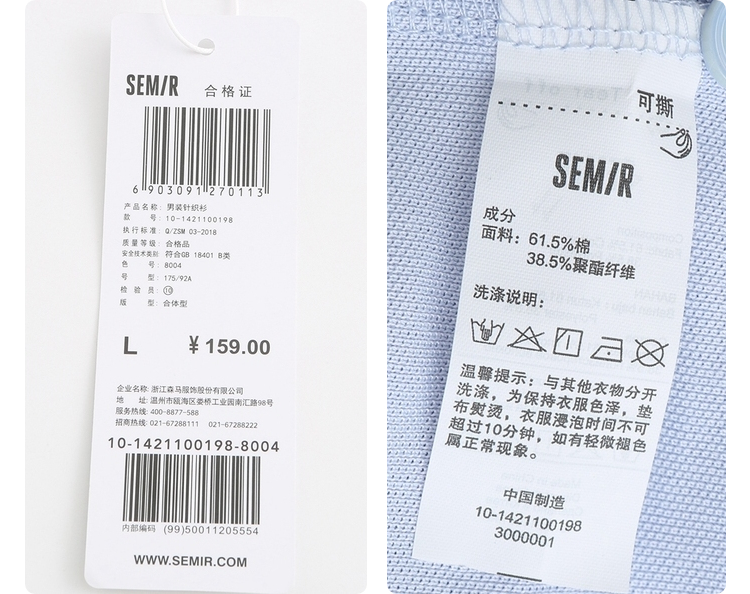 SEMIR 合格证
6 903091 270113
产品名称: 男装针织衫
款 号: 10-1421100198
执行标准: Q/ZSM 03-2018
质量等级: 合格品
安全技术类别: 符合GB 18401 B类
色 号: 8004
号 型: 175/92A
检 验 员: ⑩
版 型: 合体型
L ¥159.00
企业名称: 浙江森马服饰股份有限公司
地 址: 温州市瓯海区娄桥工业园南汇路98号
服务热线: 400-8877-588
招商热线: 021-67288111 021-67288222
10-1421100198-8004
内部编码 (99)50011205554
WWW.SEMIR.COM
Tear off
可撕
SEMIR
成分
面料: 61.5%棉
38.5%聚酯纤维
洗涤说明:
温馨提示: 与其他衣物分开
洗涤, 为保持衣服色泽, 垫
布熨烫, 衣服浸泡时间不可
超过10分钟, 如有轻微褪色
属正常现象。
中国制造
10-1421100198
3000001